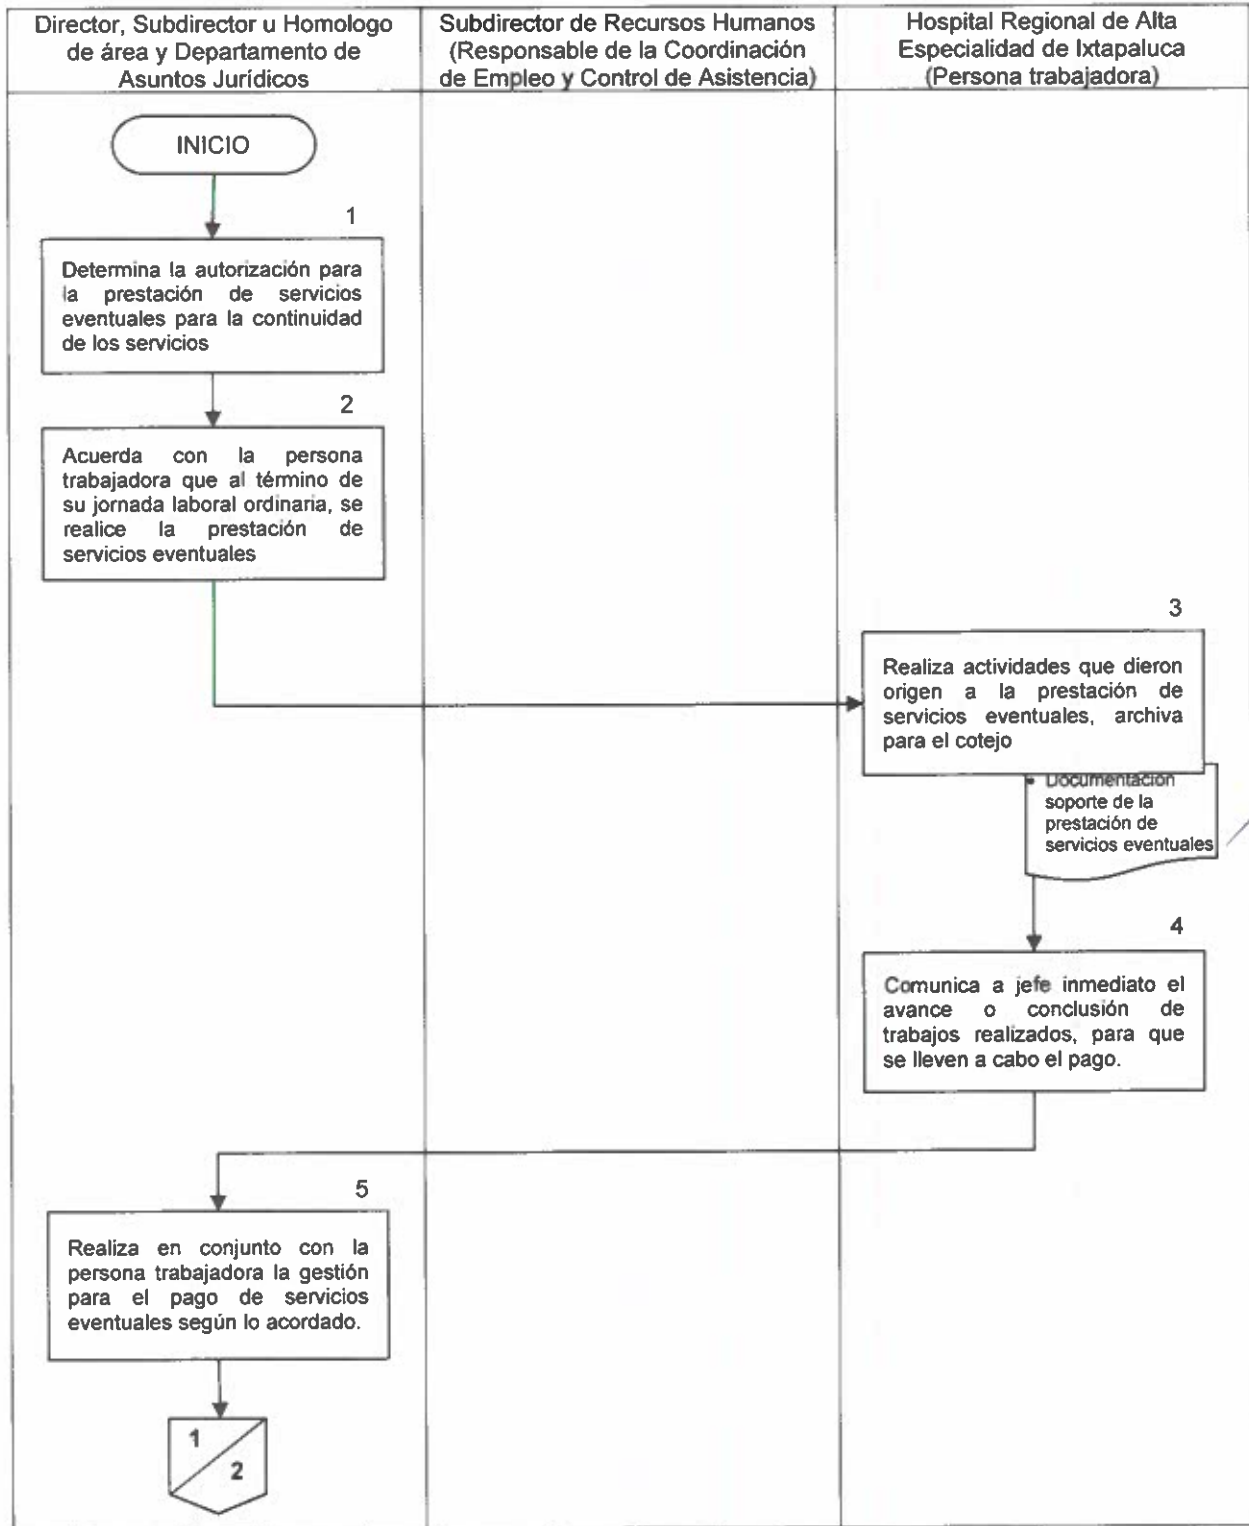 Director, Subdirector u Homologo
de área y Departamento de
Asuntos Jurídicos
Subdirector de Recursos Humanos
(Responsable de la Coordinación
de Empleo y Control de Asistencia)
Hospital Regional de Alta
Especialidad de Ixtapaluca
(Persona trabajadora)
INICIO
1
Determina la autorización para
la prestación de servicios
eventuales para la continuidad
de los servicios
2
Acuerda con la persona
trabajadora que al término de
su jornada laboral ordinaria, se
realice la prestación de
servicios eventuales
3
Realiza actividades que dieron
origen a la prestación de
servicios eventuales, archiva
para el cotejo
• Documentación
soporte de la
prestación de
servicios eventuales
4
Comunica a jefe inmediato el
avance o conclusión de
trabajos realizados, para que
se lleven a cabo el pago.
5
Realiza en conjunto con la
persona trabajadora la gestión
para el pago de servicios
eventuales según lo acordado.
1
2